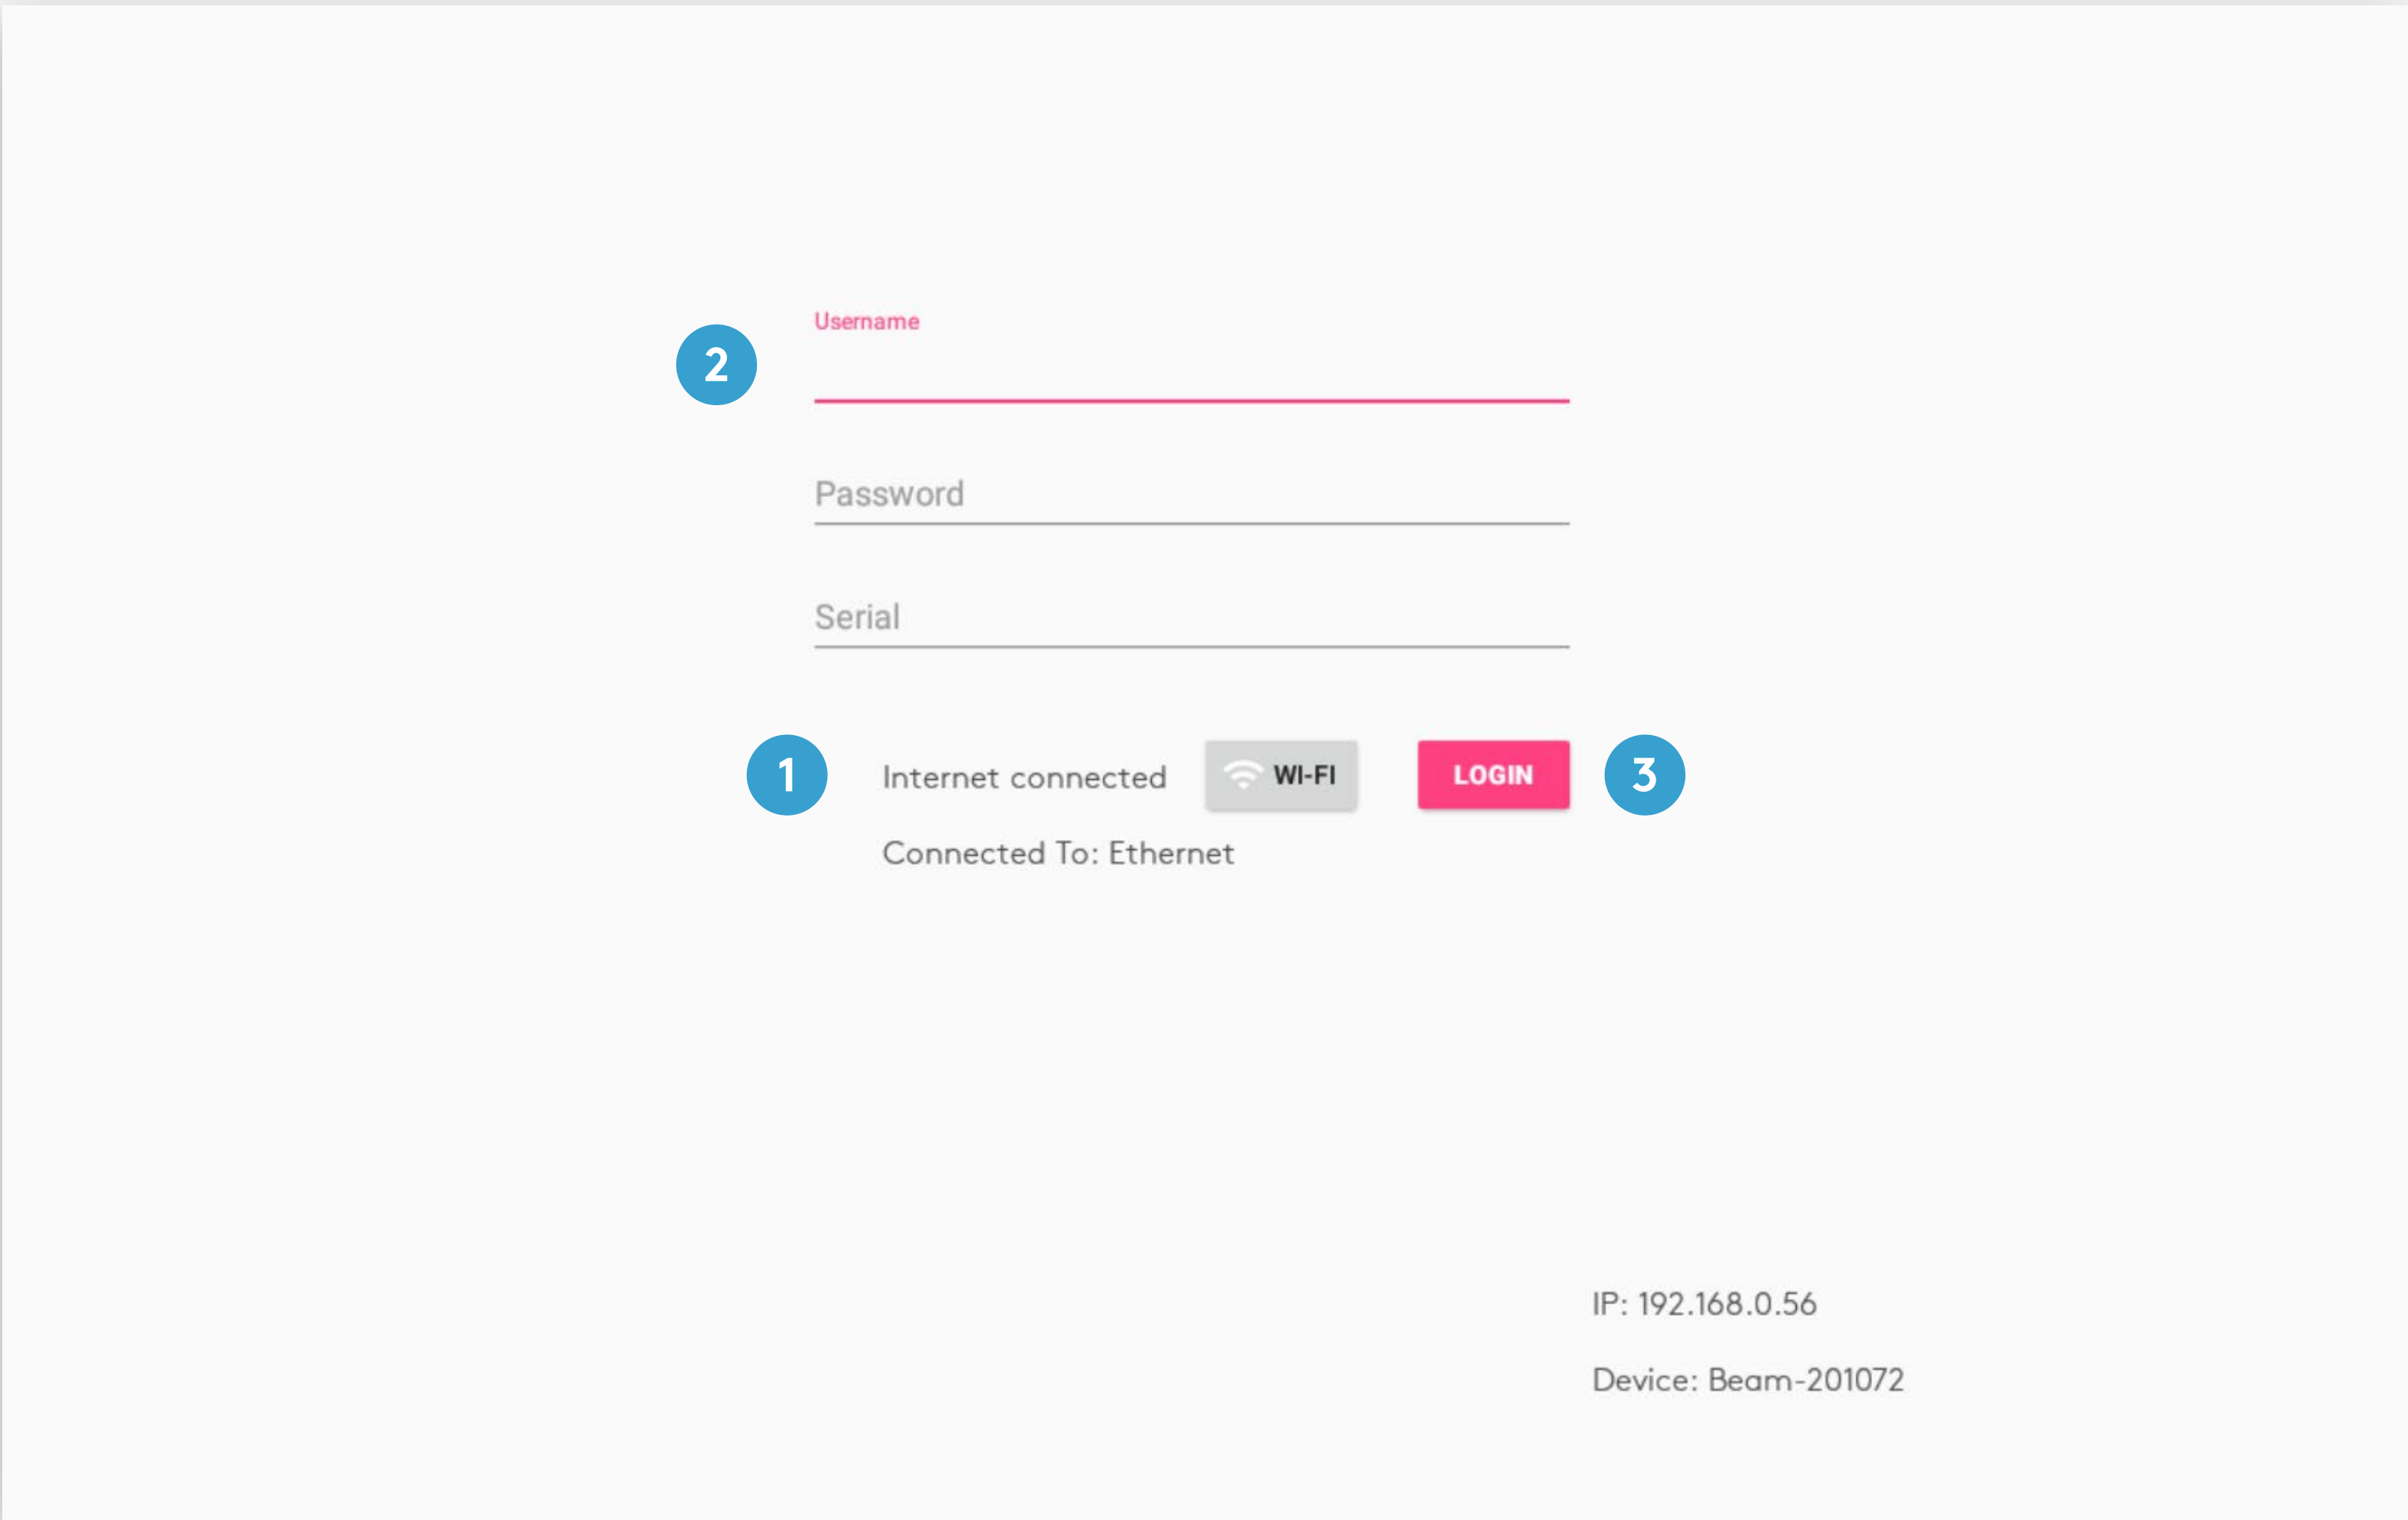 Username
2
Password
Serial
1 Internet connected WI-FI LOGIN 3
Connected To: Ethernet
IP: 192.168.0.56
Device: Beam-201072